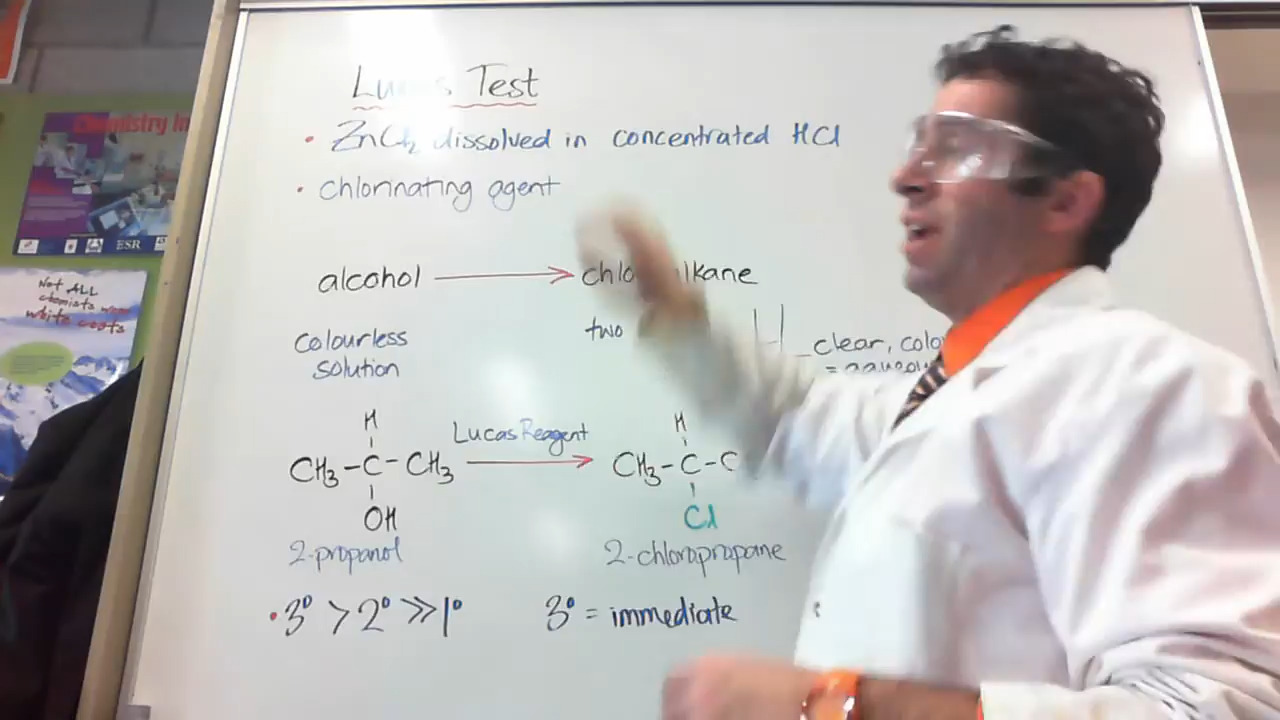 Lucas Test
• ZnCl2 dissolved in concentrated HCl
• chlorinating agent
alcohol → chlo alkane
colourless
solution
two
clear, colo
=
H
CH3-C-CH3
OH
2-propanol
Lucas Reagent
H
CH3-C-C
Cl
2-chloropropane
• 3° > 2° >> 1° 3° = immediate
Chemistry In
ESR
Not ALL
chemists wear
white coats